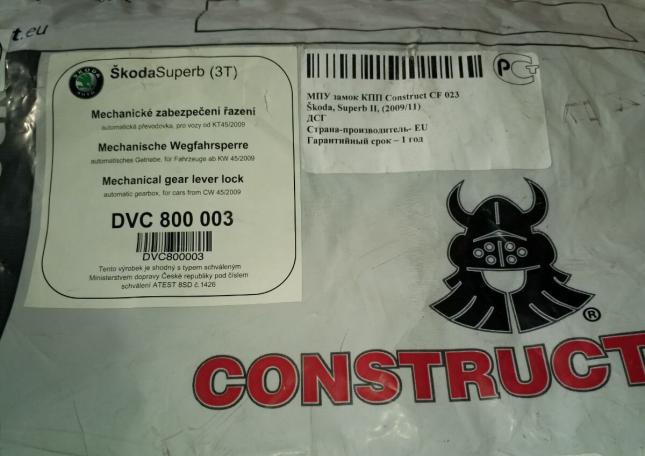 t.eu
ŠkodaSuperb (3T)
Mechanické zabezpečení řazení
automatická převodovka, pro vozy od KT45/2009
Mechanische Wegfahrsperre
automatisches Getriebe, für Fahrzeuge ab KW 45/2009
Mechanical gear lever lock
automatic gearbox, for cars from CW 45/2009
DVC 800 003
DVC800003
Tento výrobek je shodný s typem schváleným
Ministerstvem dopravy České republiky pod číslem
schválení ATEST 8SD č.1426
МПУ замок КПП Construct CF 023
Škoda, Superb II, (2009/11)
ДСГ
Страна-производитель- EU
Гарантийный срок – 1 год
®
CONSTRUCT